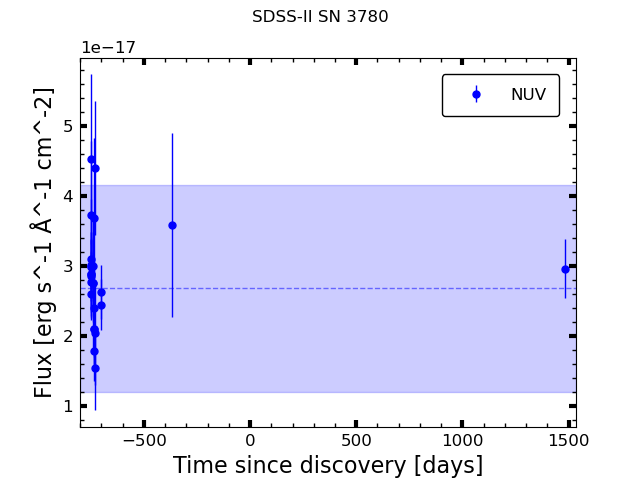 SDSS-II SN 3780
1e−17
NUV
5
4
3
2
1
Flux [erg s^-1 Å^-1 cm^-2]
−500 0 500 1000 1500
Time since discovery [days]